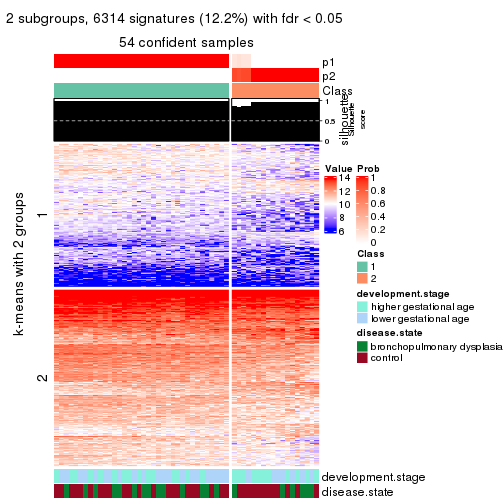 2 subgroups, 6314 signatures (12.2%) with fdr < 0.05
54 confident samples
p1
p2
Class
1
0.5
0
silhouette
Silhouette
score
k-means with 2 groups
1
2
Value
14
12
10
8
6
Prob
1
0.8
0.6
0.4
0.2
0
Class
1
2
development.stage
higher gestational age
lower gestational age
disease.state
bronchopulmonary dysplasia
control
development.stage
disease.state